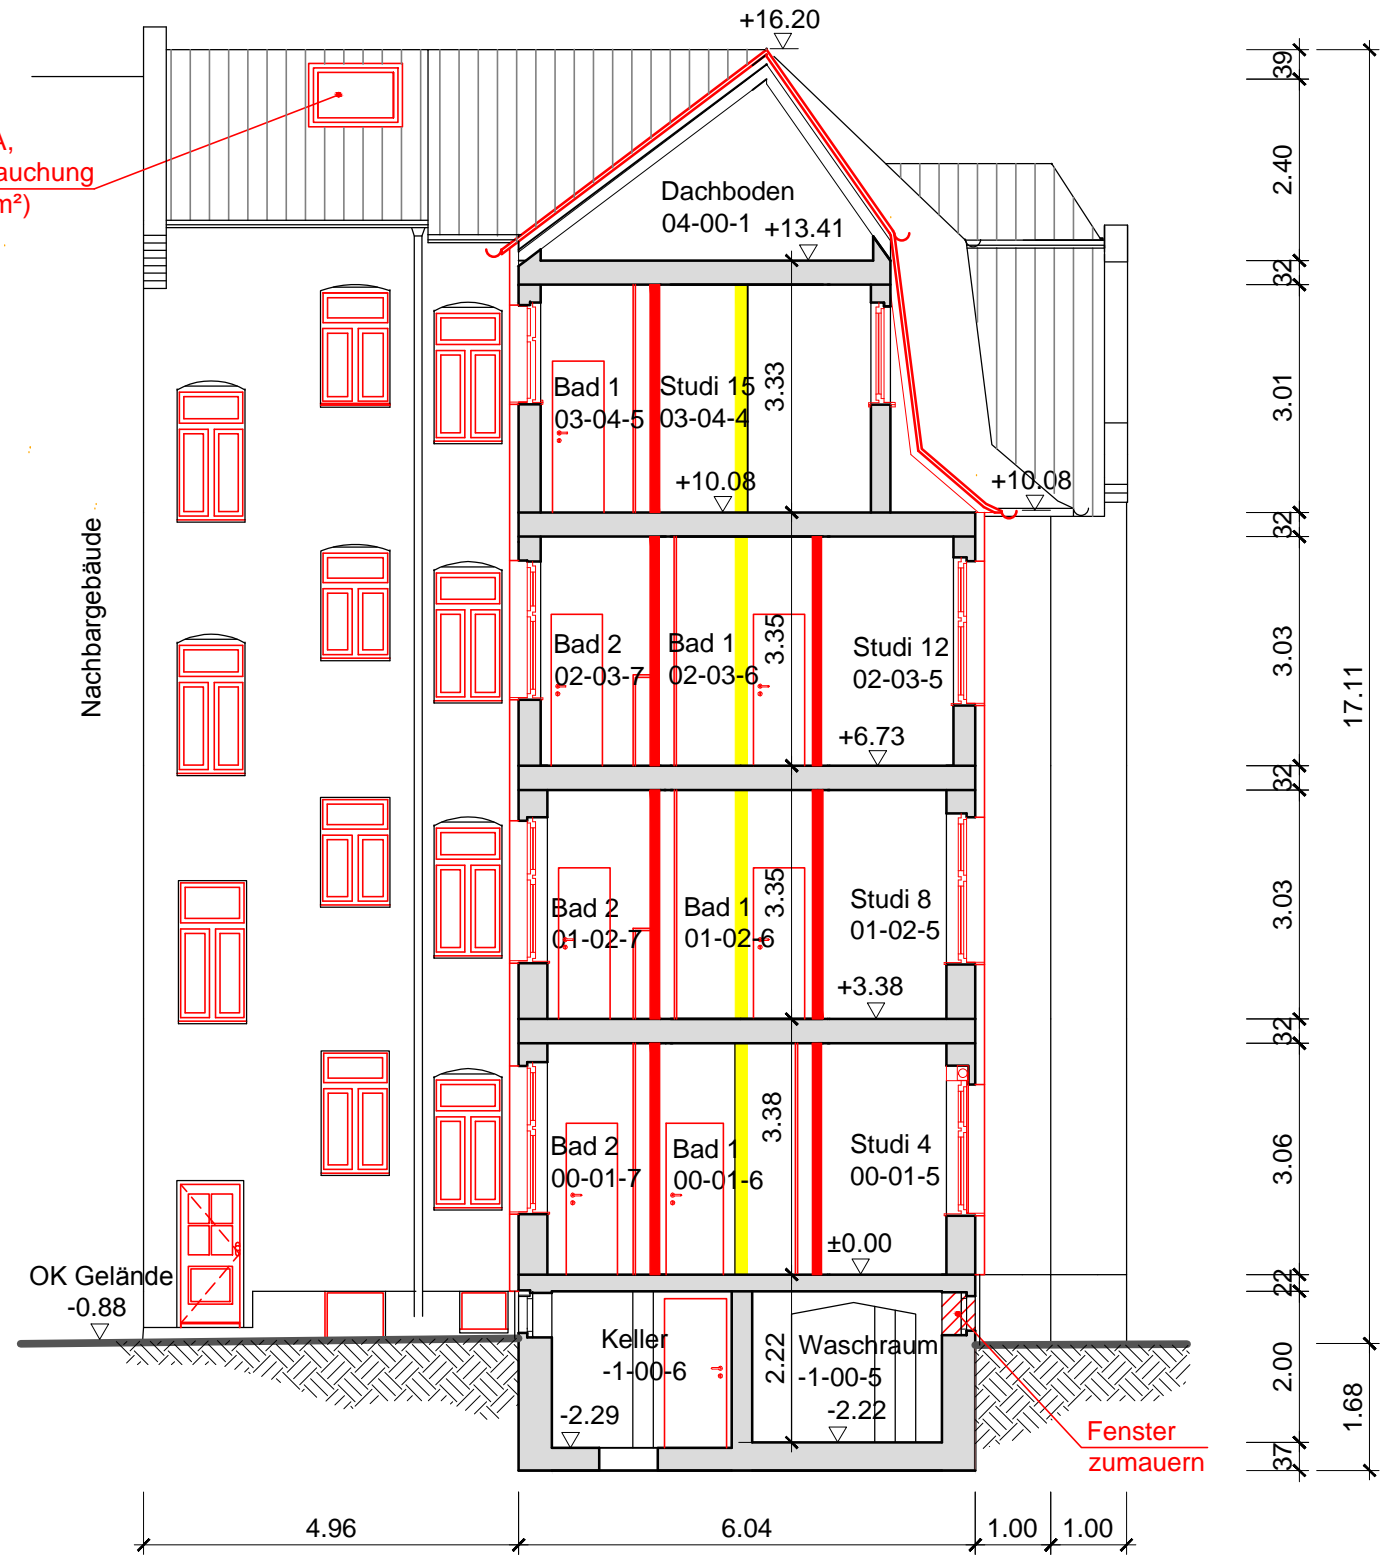 +16.20
A,
auchung
m²)
Dachboden
04-00-1
+13.41
Bad 1
03-04-5
Studi 15
03-04-4
3.33
+10.08
+10.08
Nachbargebäude
Bad 2
02-03-7
Bad 1
02-03-6
3.35
Studi 12
02-03-5
+6.73
Bad 2
01-02-7
Bad 1
01-02-6
3.35
Studi 8
01-02-5
+3.38
Bad 2
00-01-7
Bad 1
00-01-6
3.38
Studi 4
00-01-5
±0.00
OK Gelände
-0.88
Keller
-1-00-6
-2.29
2.22
Waschraum
-1-00-5
-2.22
Fenster
zumauern
39
2.40
32
3.01
32
3.03
32
3.03
32
3.06
22
2.00
37
17.11
1.68
4.96
6.04
1.00
1.00